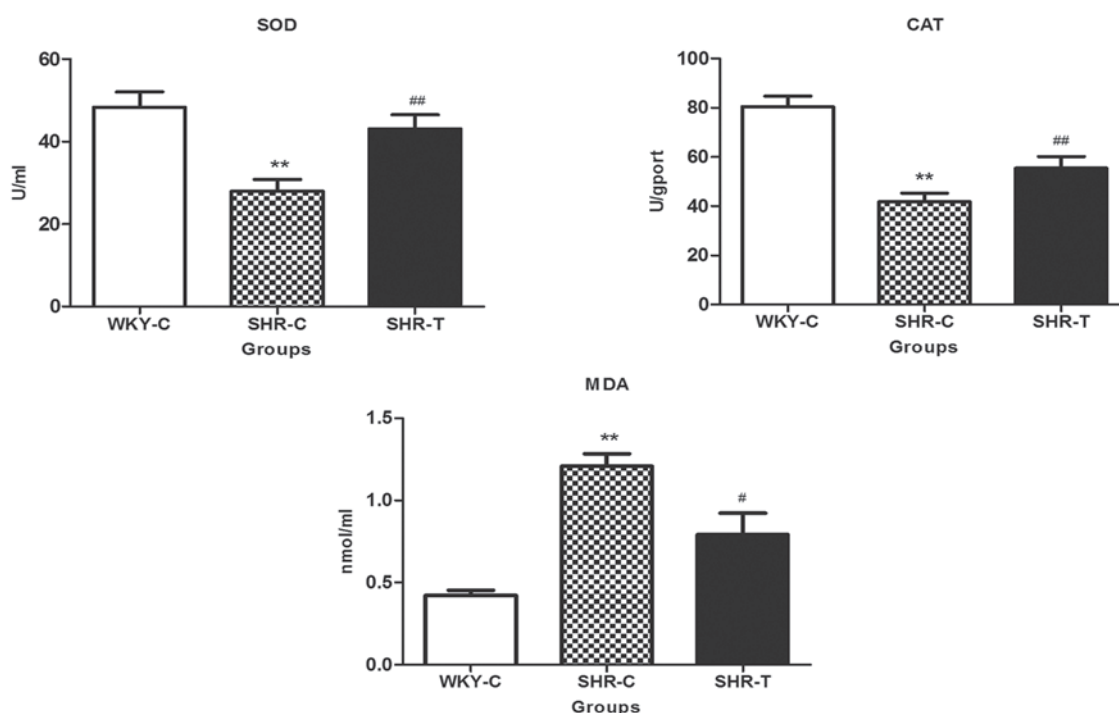 SOD
60
40
20
0
U/ml
**
##
WKY-C SHR-C SHR-T
Groups
CAT
100
80
60
40
20
0
U/gport
**
##
WKY-C SHR-C SHR-T
Groups
MDA
1.5
1.0
0.5
0.0
nmol/ml
**
#
WKY-C SHR-C SHR-T
Groups